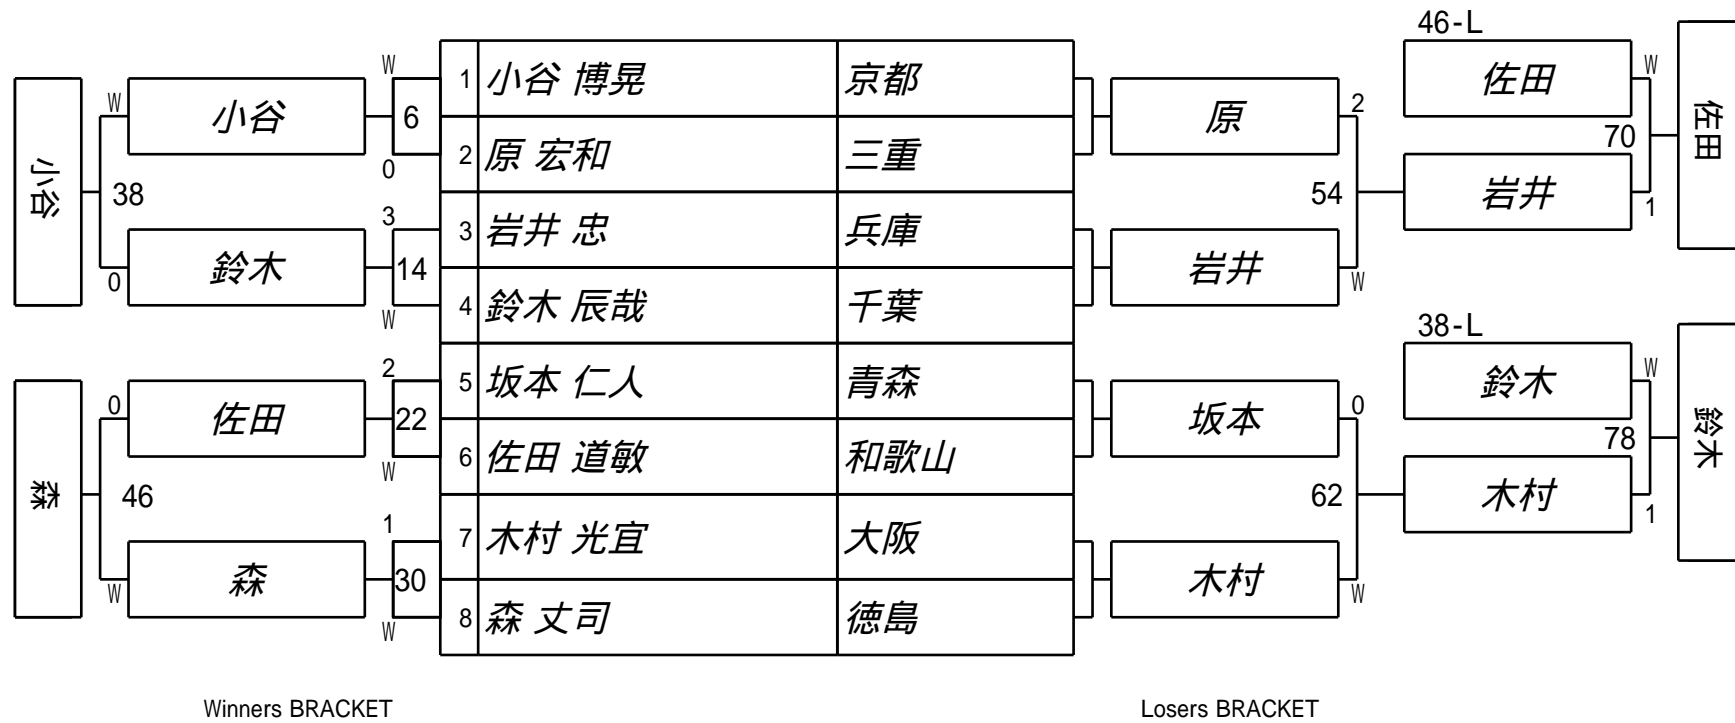 46-L
W
1 小谷 博晃 京都
W 小谷 6
原 2
佐田 W
2 原 宏和 三重
0
70
佐田
小谷
38
54
岩井 1
3
3 岩井 忠 兵庫
0 鈴木 14
岩井 W
4 鈴木 辰哉 千葉
W
38-L
2
5 坂本 仁人 青森
0 佐田 22
坂本 0
鈴木 W
6 佐田 道敏 和歌山
W
78
鈴木
森
46
62
木村 1
1
7 木村 光宜 大阪
W 森 30
木村 W
8 森 丈司 徳島
W
Winners BRACKET
Losers BRACKET